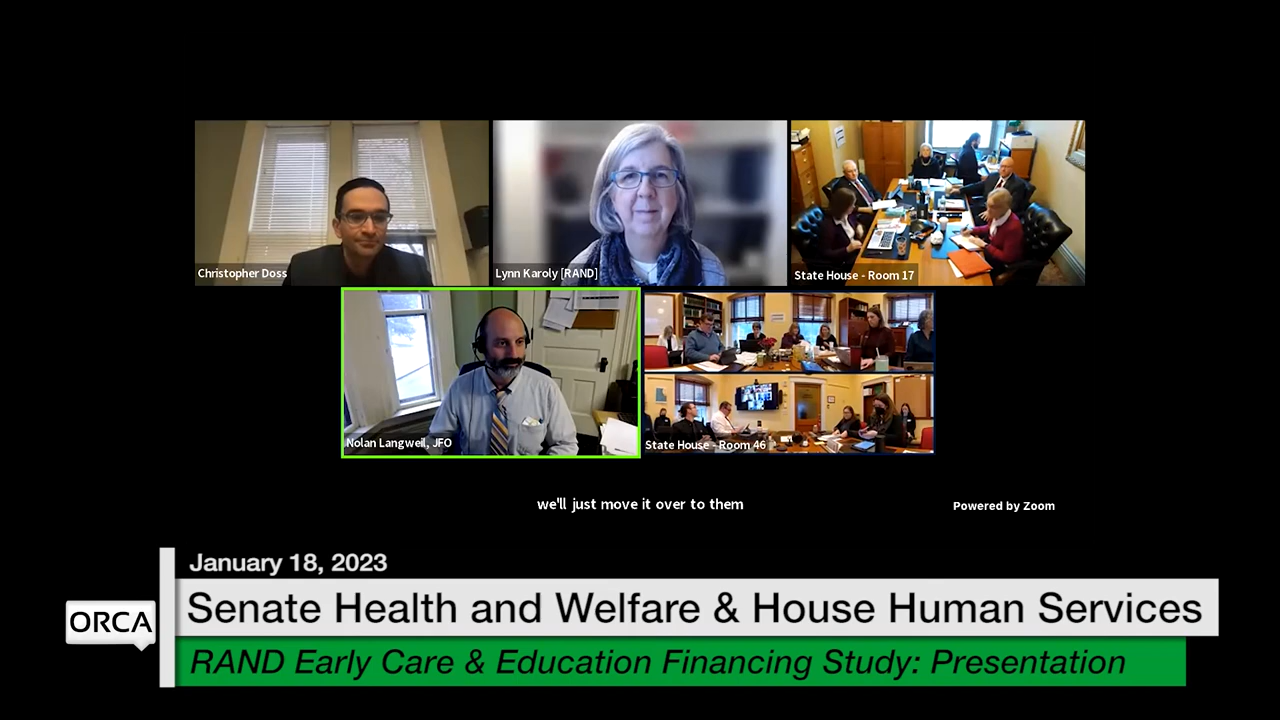 Christopher Doss
Lynn Karoly [RAND]
State House - Room 17
Nolan Langweil, JFO
State House - Room 46
we'll just move it over to them
Powered by Zoom
January 18, 2023
ORCA
Senate Health and Welfare & House Human Services
RAND Early Care & Education Financing Study: Presentation